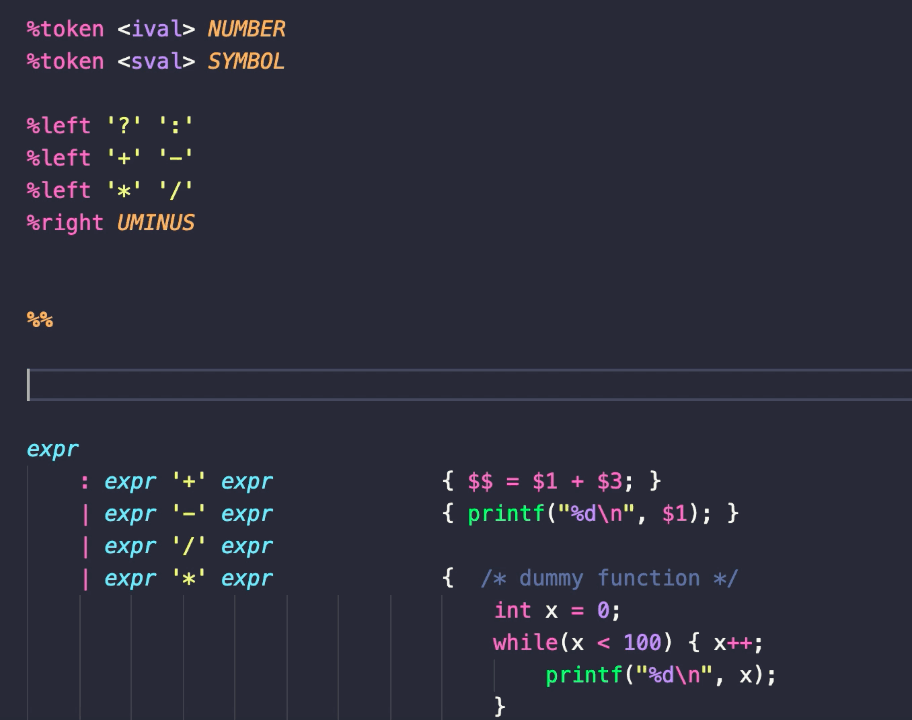 %token <ival> NUMBER
%token <sval> SYMBOL
%left '?' ':'
%left '+' '-'
%left '*' '/'
%right UMINUS
%%
expr
: expr '+' expr { $$ = $1 + $3; }
| expr '-' expr { printf("%d\n", $1); }
| expr '/' expr
| expr '*' expr { /* dummy function */
int x = 0;
while(x < 100) { x++;
printf("%d\n", x);
}